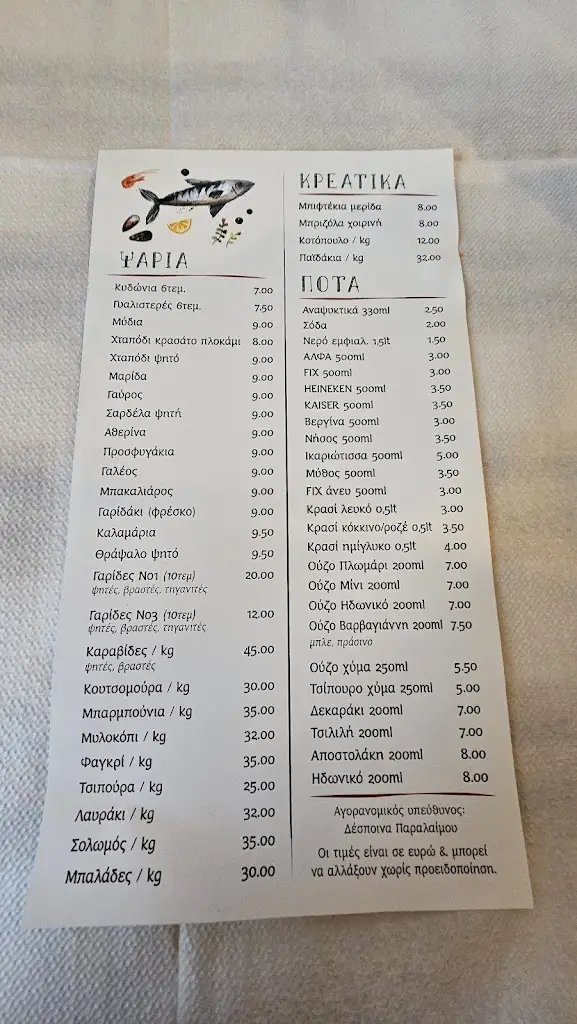 ΨΑΡΙΑ
Κυδώνια 6τεμ. 7.00
Γυαλιστερές 6τεμ. 7.50
Μύδια 9.00
Χταπόδι κρασάτο πλοκάμι 8.00
Χταπόδι ψητό 9.00
Μαρίδα 9.00
Γαύρος 9.00
Σαρδέλα ψητή 9.00
Αθερίνα 9.00
Προσφυγάκια 9.00
Γαλέος 9.00
Μπακαλιάρος 9.00
Γαρίδάκι (φρέσκο) 9.00
Καλαμάρια 9.50
Θράψαλο ψητό 9.50
Γαρίδες Νο1 (10τεμ) 20.00
ψητές, βραστές, τηγανιτές
Γαρίδες Νο3 (10τεμ) 12.00
ψητές, βραστές, τηγανιτές
Καραβίδες / kg 45.00
ψητές, βραστές
Κουτσομούρα / kg 30.00
Μπαρμπούνια / kg 35.00
Μυλοκόπι / kg 32.00
Φαγκρί / kg 35.00
Τσιπούρα / kg 25.00
Λαυράκι / kg 32.00
Σολωμός / kg 35.00
Μπαλάδες / kg 30.00
ΚΡΕΑΤΙΚΑ
Μπιφτέκια μερίδα 8.00
Μπριζόλα χοιρινή 8.00
Κοτόπουλο / kg 12.00
Παϊδάκια / kg 32.00
ΠΟΤΑ
Αναψυκτικά 330ml 2.50
Σόδα 2.00
Νερό εμφιαλ. 1,5lt 1.50
ΑΛΦΑ 500ml 3.00
FIX 500ml 3.00
HEINEKEN 500ml 3.50
KAISER 500ml 3.50
Βεργίνα 500ml 3.00
Νήσος 500ml 3.50
Ικαριώτισσα 500ml 5.00
Μύθος 500ml 3.50
FIX άνευ 500ml 3.00
Κρασί λευκό 0,5lt 3.00
Κρασί κόκκινο/ροζέ 0,5lt 3.50
Κρασί ημίγλυκο 0,5lt 4.00
Ούζο Πλωμάρι 200ml 7.00
Ούζο Μίνι 200ml 7.00
Ούζο Ηδωνικό 200ml 7.00
Ούζο Βαρβαγιάννη 200ml 7.50
μπλε, πράσινο
Ούζο χύμα 250ml 5.50
Τσίπουρο χύμα 250ml 5.00
Δεκαράκι 200ml 7.00
Τσιλιλή 200ml 7.00
Αποστολάκη 200ml 8.00
Ηδωνικό 200ml 8.00
Αγορανομικός υπεύθυνος:
Δέσποινα Παραλαίμου
Οι τιμές είναι σε ευρώ & μπορεί
να αλλάξουν χωρίς προειδοποίηση.